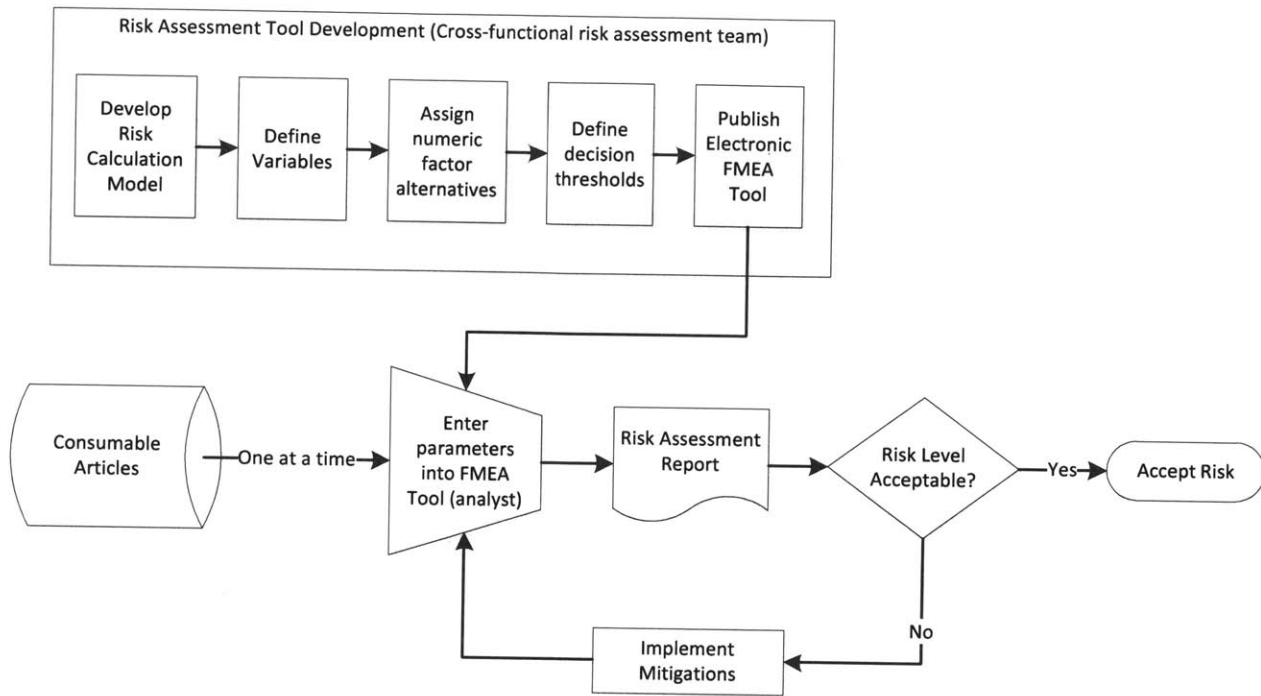 Risk Assessment Tool Development (Cross-functional risk assessment team)
Develop
Risk
Calculation
Model
Define
Variables
Assign
numeric
factor
alternatives
Define
decision
thresholds
Publish
Electronic
FMEA
Tool
Consumable
Articles
One at a time
Enter
parameters
into FMEA
Tool (analyst)
Risk Assessment
Report
Risk Level
Acceptable?
Yes
Accept Risk
No
Implement
Mitigations